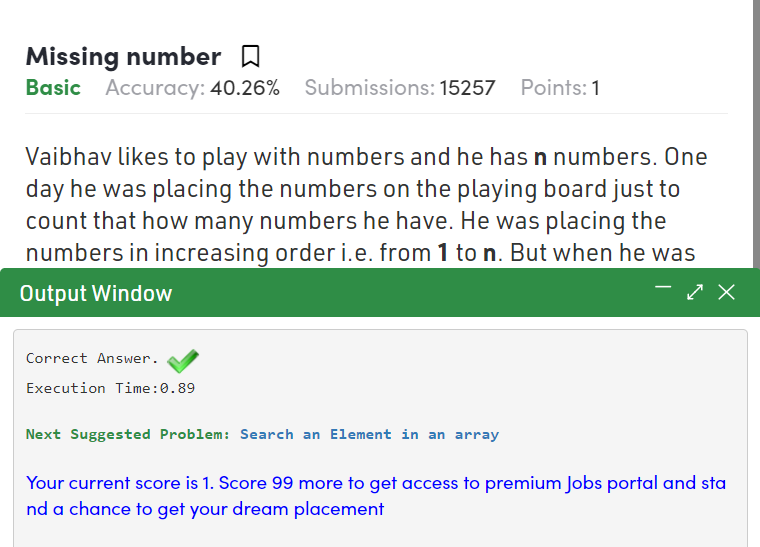 Missing number
Basic Accuracy: 40.26% Submissions: 15257 Points: 1
Vaibhav likes to play with numbers and he has n numbers. One
day he was placing the numbers on the playing board just to
count that how many numbers he have. He was placing the
numbers in increasing order i.e. from 1 to n. But when he was
Output Window
Correct Answer.
Execution Time:0.89
Next Suggested Problem: Search an Element in an array
Your current score is 1. Score 99 more to get access to premium Jobs portal and sta
nd a chance to get your dream placement